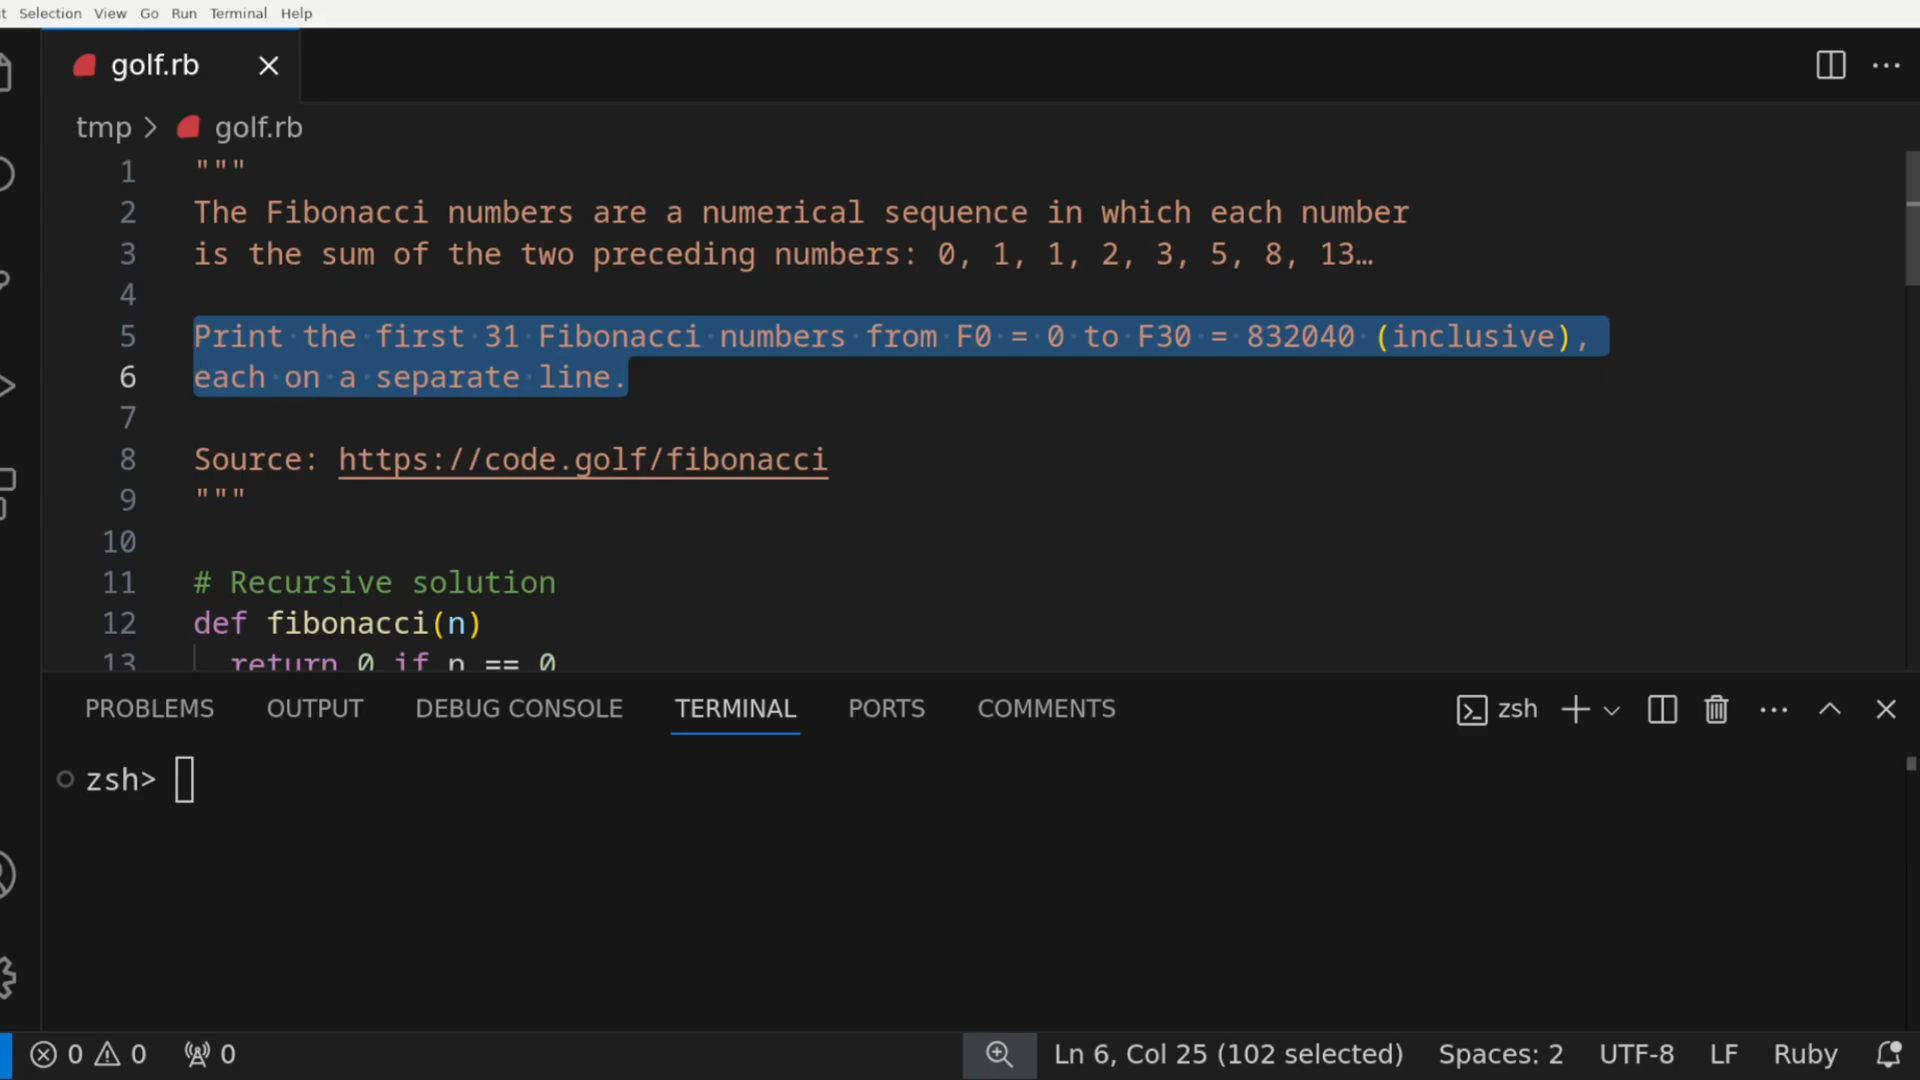 Selection View Go Run Terminal Help
golf.rb
tmp > golf.rb
1 """
2 The Fibonacci numbers are a numerical sequence in which each number
3 is the sum of the two preceding numbers: 0, 1, 1, 2, 3, 5, 8, 13…
4
5 Print the first 31 Fibonacci numbers from F0 = 0 to F30 = 832040 (inclusive),
6 each on a separate line.
7
8 Source: https://code.golf/fibonacci
9 """
10
11 # Recursive solution
12 def fibonacci(n)
13 return 0 if n == 0
PROBLEMS OUTPUT DEBUG CONSOLE TERMINAL PORTS COMMENTS zsh
zsh>
0 0 0 Ln 6, Col 25 (102 selected) Spaces: 2 UTF-8 LF Ruby